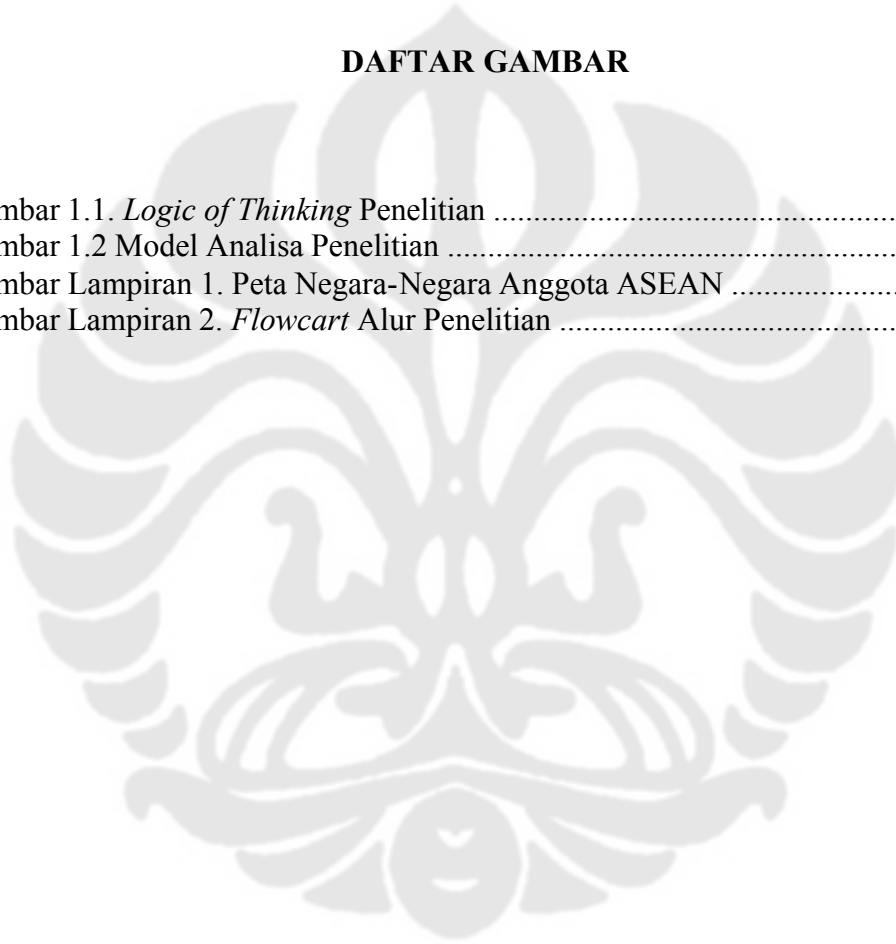 DAFTAR GAMBAR
mbar 1.1. Logic of Thinking Penelitian ........................................................................
mbar 1.2 Model Analisa Penelitian ................................................................................
mbar Lampiran 1. Peta Negara-Negara Anggota ASEAN .............................
mbar Lampiran 2. Flowcart Alur Penelitian ............................................................